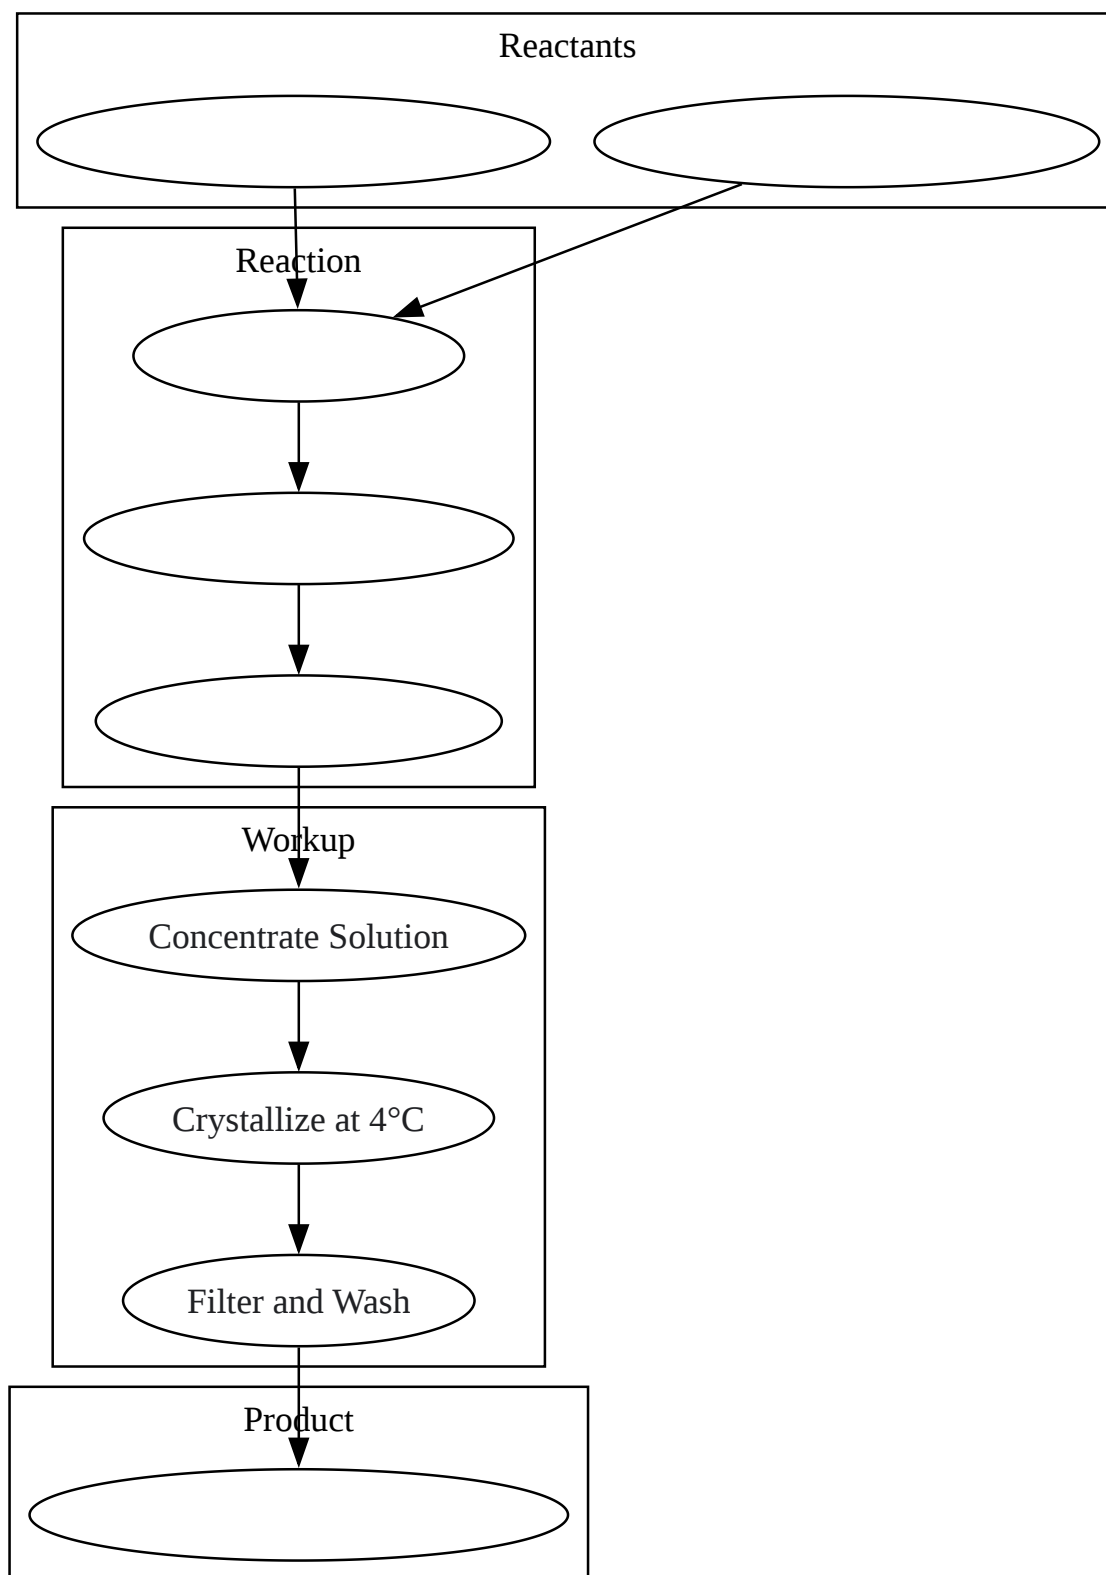 Reactants
Reaction
Workup
Concentrate Solution
Crystallize at 4°C
Filter and Wash
Product